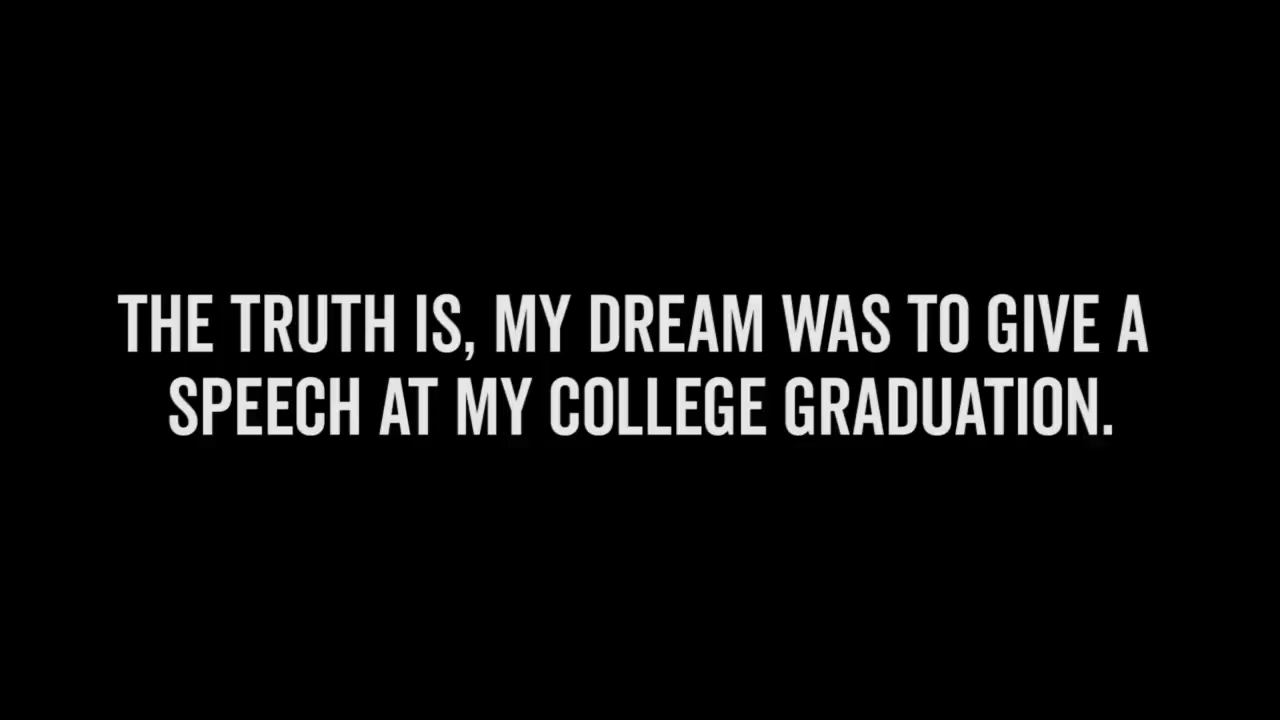 THE TRUTH IS, MY DREAM WAS TO GIVE A
SPEECH AT MY COLLEGE GRADUATION.